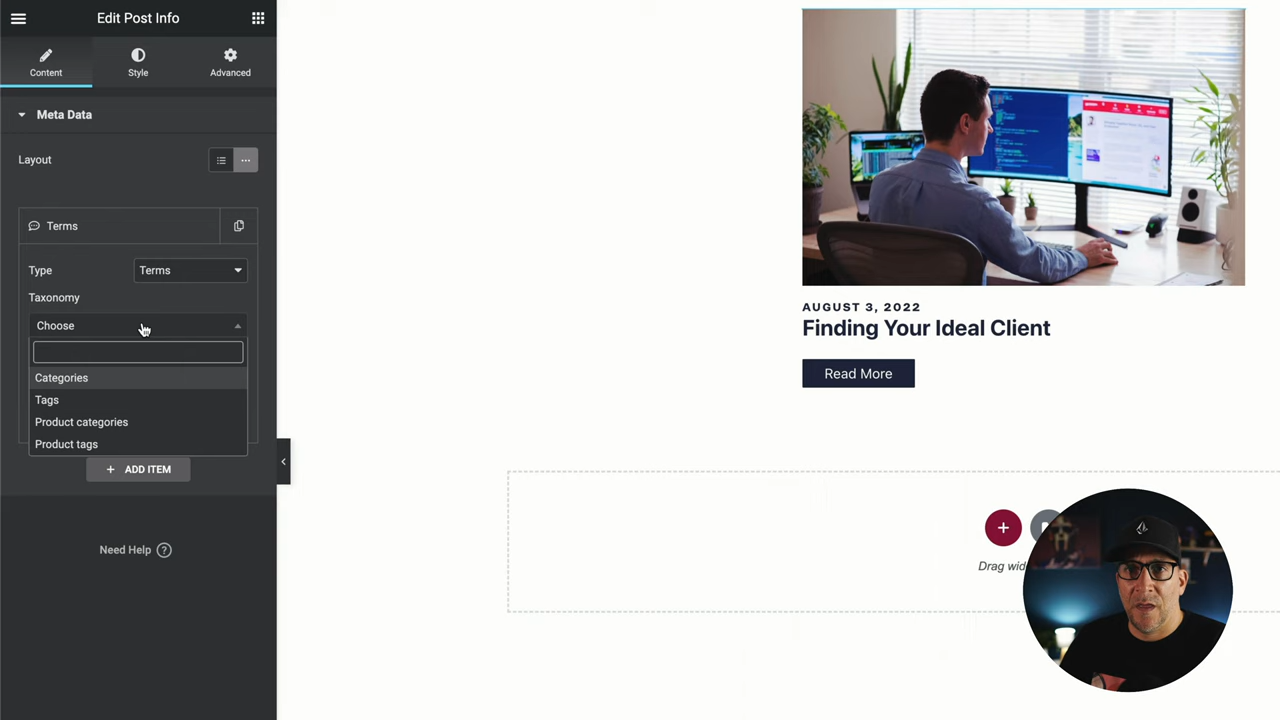 Edit Post Info
Content
Style
Advanced
Meta Data
Layout
Terms
Type
Terms
Taxonomy
Choose
Categories
Tags
Product categories
Product tags
+ ADD ITEM
Need Help ?
AUGUST 3, 2022
Finding Your Ideal Client
Read More
Drag